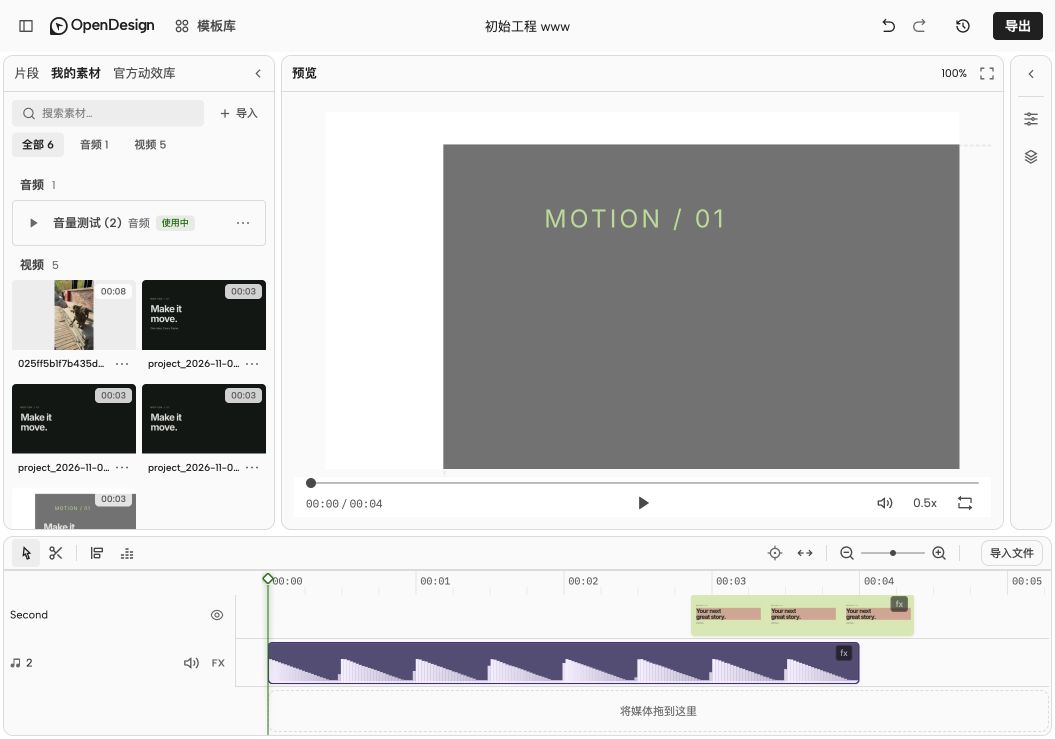 OpenDesign 模板库 初始工程 www 导出
片段 我的素材 官方动效库
搜索素材... 导入
全部 6 音频 1 视频 5
音频 1
音量测试 (2) 音频 使用中 ...
视频 5
00:08 00:03
Make it
move.
025ff5b1f7b435d... ... project_2026-11-0... ...
00:03 00:03
Make it Make it
move. move.
project_2026-11-0... ... project_2026-11-0... ...
00:03
MOTION / 01
Make it
预览 100%
MOTION / 01
00:00 / 00:04 0.5x
导入文件
00:00 00:01 00:02 00:03 00:04 00:05
Second
Your next Your next Your next fx
great story. great story. great story.
2 FX fx
将媒体拖到这里